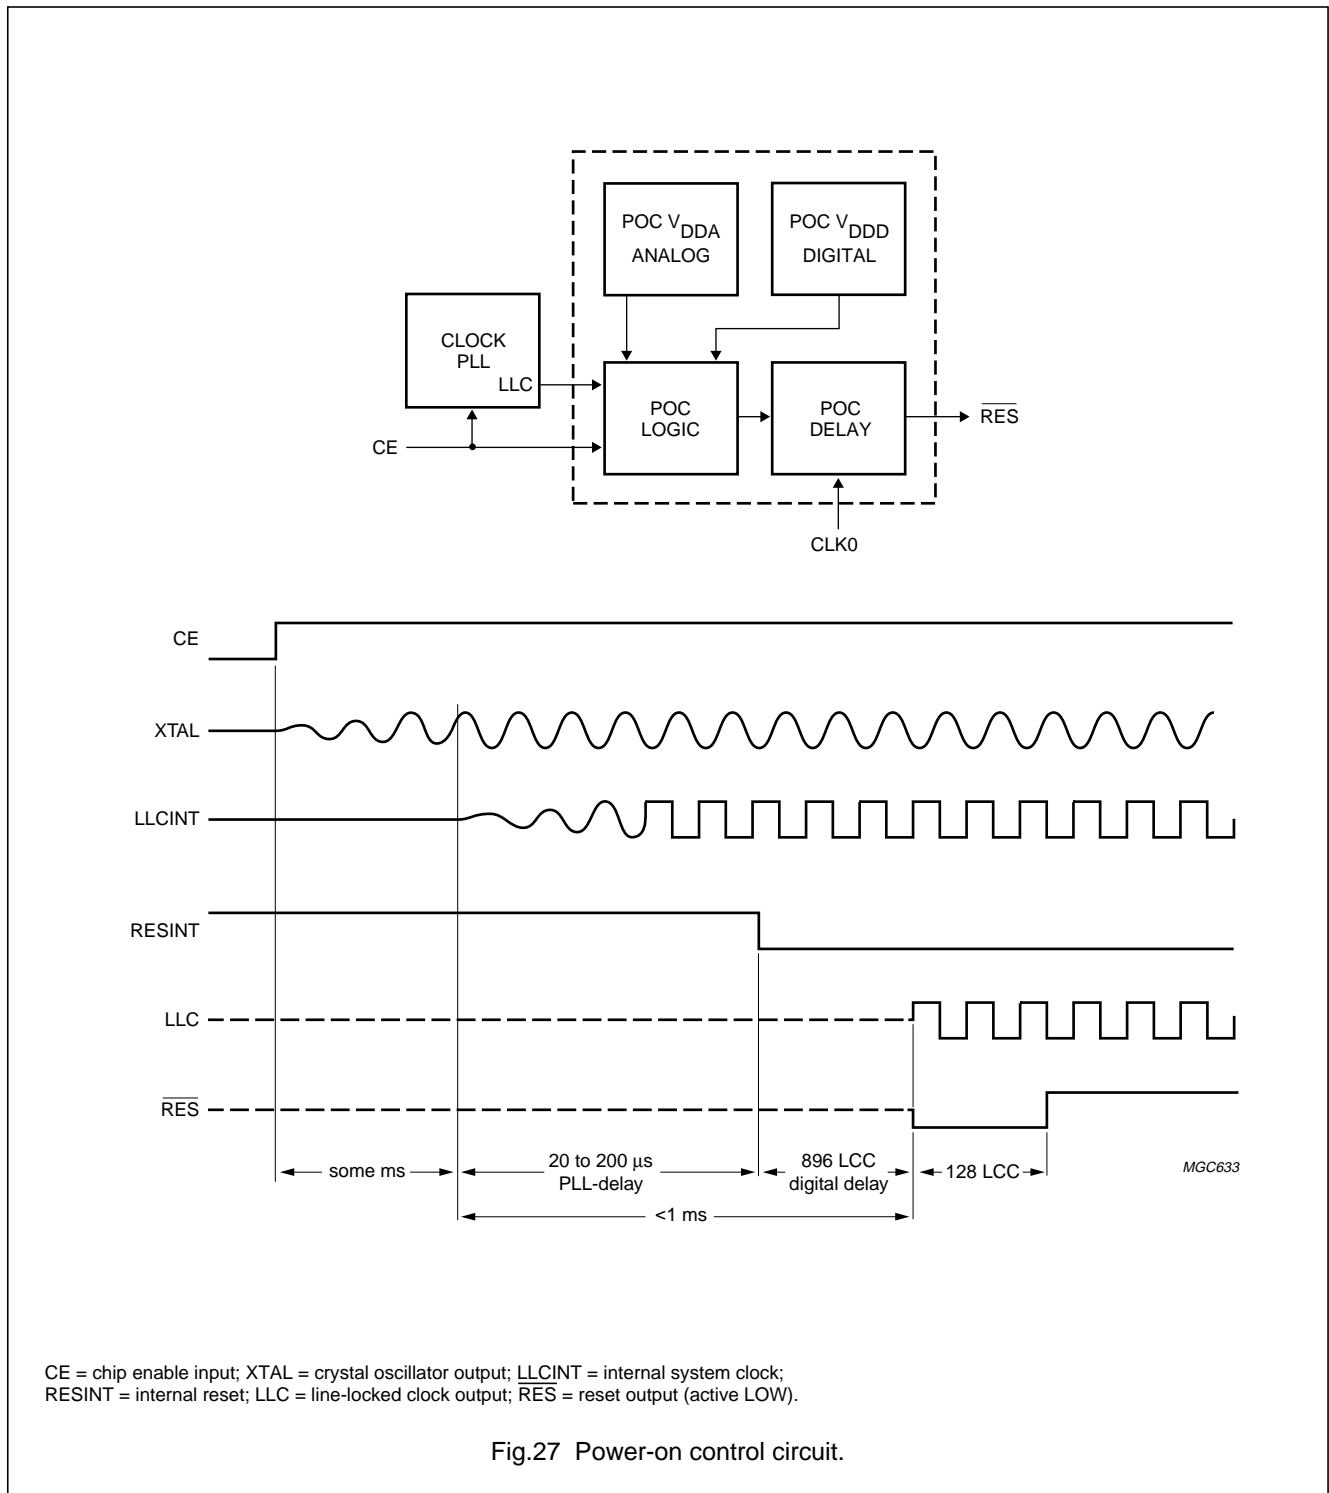 POC VDDA
ANALOG
POC VDDD
DIGITAL
CLOCK
PLL
LLC
POC
LOGIC
POC
DELAY
RES
CE
CLK0
CE
XTAL
LLCINT
RESINT
LLC
RES
some ms
20 to 200 µs
PLL-delay
896 LCC
digital delay
128 LCC
<1 ms
MGC633
CE = chip enable input; XTAL = crystal oscillator output; LLCINT = internal system clock;
RESINT = internal reset; LLC = line-locked clock output; RES = reset output (active LOW).
Fig.27 Power-on control circuit.